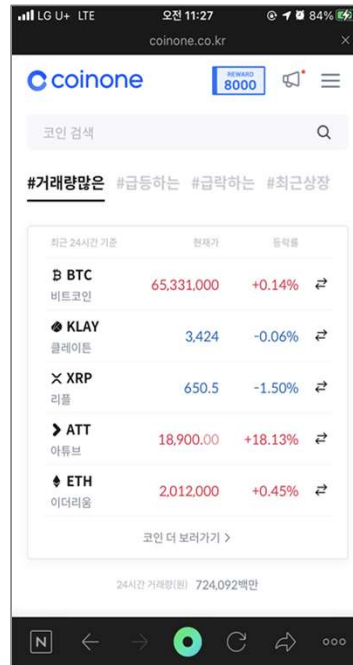 LG U+ LTE 오전 11:27 84%
coinone.co.kr ×
coinone REWARD 8000
코인 검색
#거래량많은 #급등하는 #급락하는 #최근상장
최근 24시간 기준 현재가 등락률
BTC
비트코인 65,331,000 +0.14%
KLAY
클레이튼 3,424 -0.06%
XRP
리플 650.5 -1.50%
ATT
아튜브 18,900.00 +18.13%
ETH
이더리움 2,012,000 +0.45%
코인 더 보러가기 >
24시간 거래량(원) 724,092백만
N